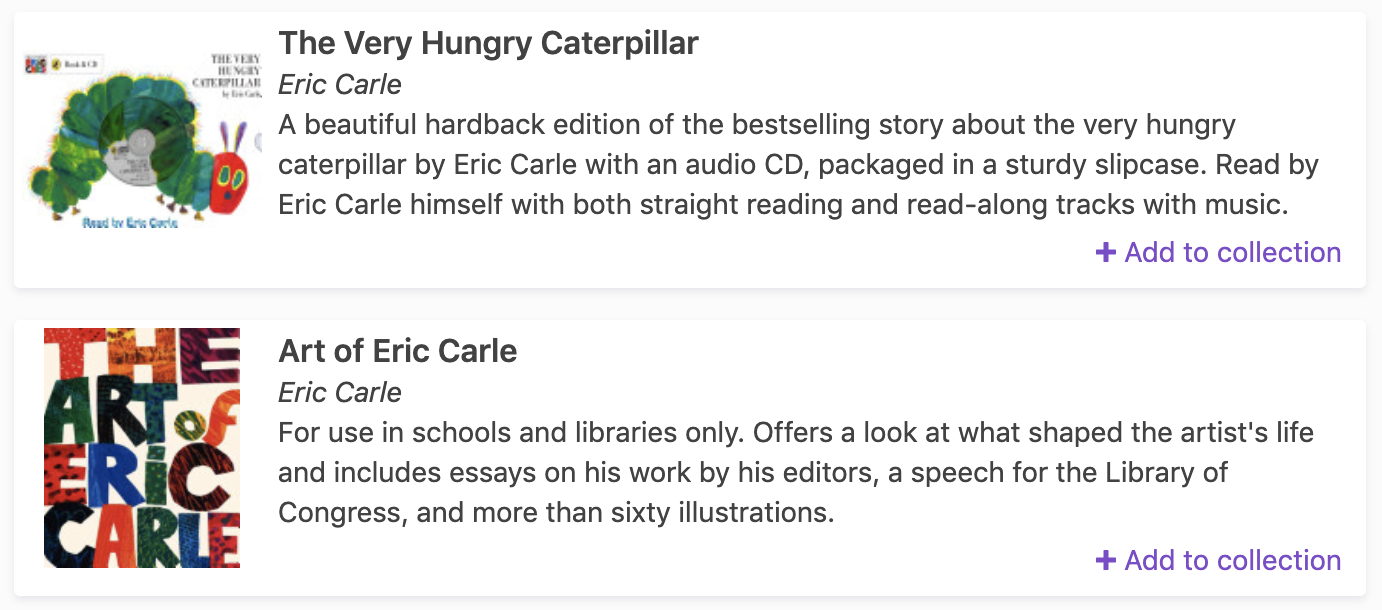 Book & CD
THE VERY
HUNGRY
CATERPILLAR
by Eric Carle
Read by Eric Carle
The Very Hungry Caterpillar
Eric Carle
A beautiful hardback edition of the bestselling story about the very hungry
caterpillar by Eric Carle with an audio CD, packaged in a sturdy slipcase. Read by
Eric Carle himself with both straight reading and read-along tracks with music.
+ Add to collection
THE
ART OF
ERIC
CARLE
Art of Eric Carle
Eric Carle
For use in schools and libraries only. Offers a look at what shaped the artist's life
and includes essays on his work by his editors, a speech for the Library of
Congress, and more than sixty illustrations.
+ Add to collection